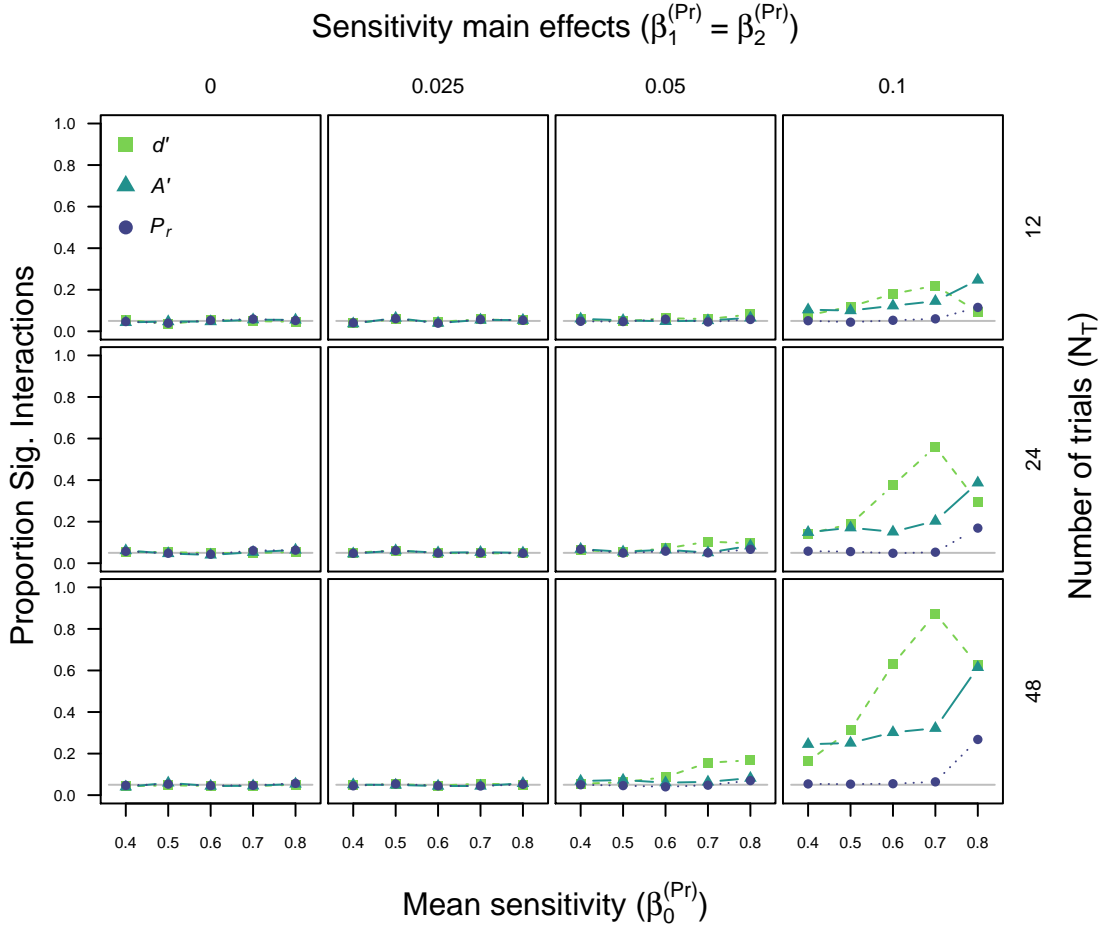 Sensitivity main effects (β₁⁽ᴾʳ⁾ = β₂⁽ᴾʳ⁾)
0 0.025 0.05 0.1
1.0
0.8
0.6
0.4
0.2
0.0
d′
A′
Pᵣ
12
1.0
0.8
0.6
0.4
0.2
0.0
24
1.0
0.8
0.6
0.4
0.2
0.0
48
Proportion Sig. Interactions
Number of trials (N_T)
0.4 0.5 0.6 0.7 0.8 0.4 0.5 0.6 0.7 0.8 0.4 0.5 0.6 0.7 0.8 0.4 0.5 0.6 0.7 0.8
Mean sensitivity (β₀⁽ᴾʳ⁾)